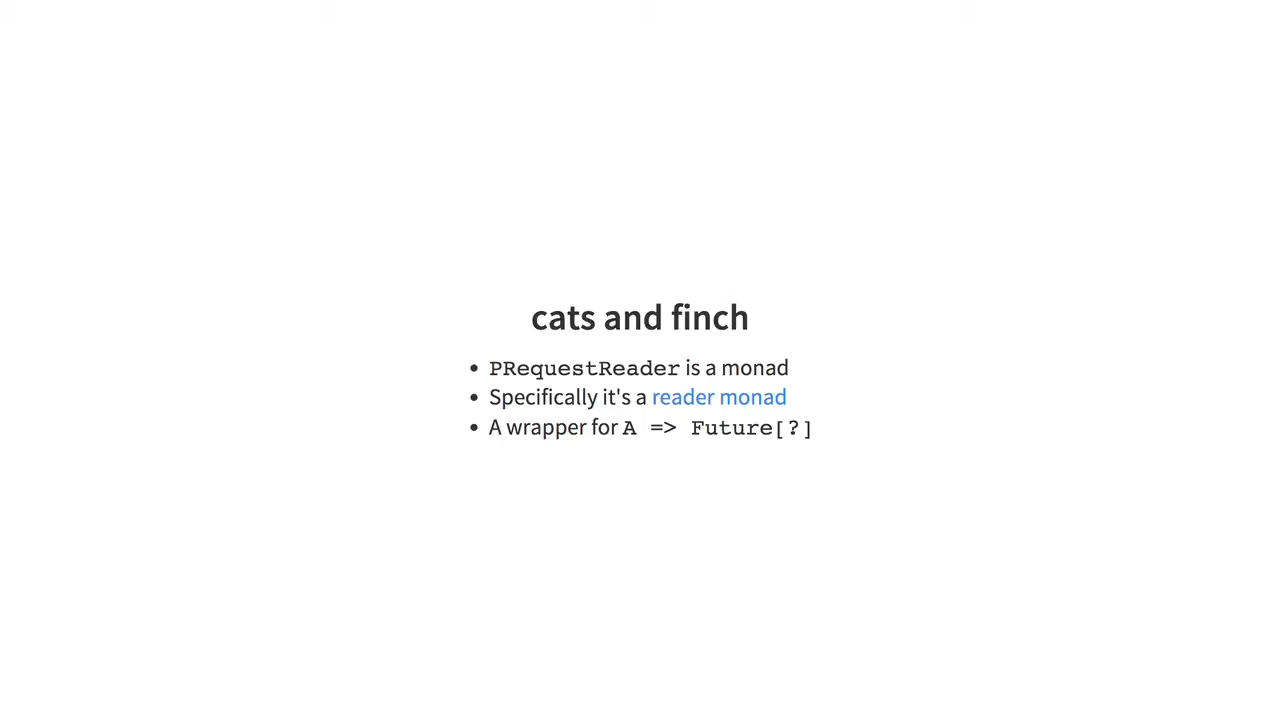 cats and finch
• PRequestReader is a monad
• Specifically it's a reader monad
• A wrapper for A => Future[?]